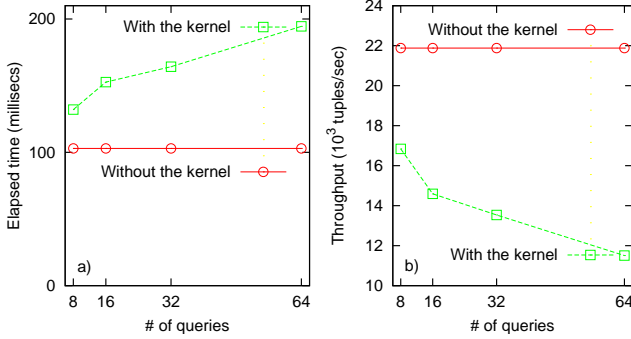 200
100
0
Elapsed time (millisecs)
With the kernel
Without the kernel
a)
8 16 32 64
# of queries
24
22
20
18
16
14
12
10
Throughput (10³ tuples/sec)
Without the kernel
With the kernel
b)
8 16 32 64
# of queries